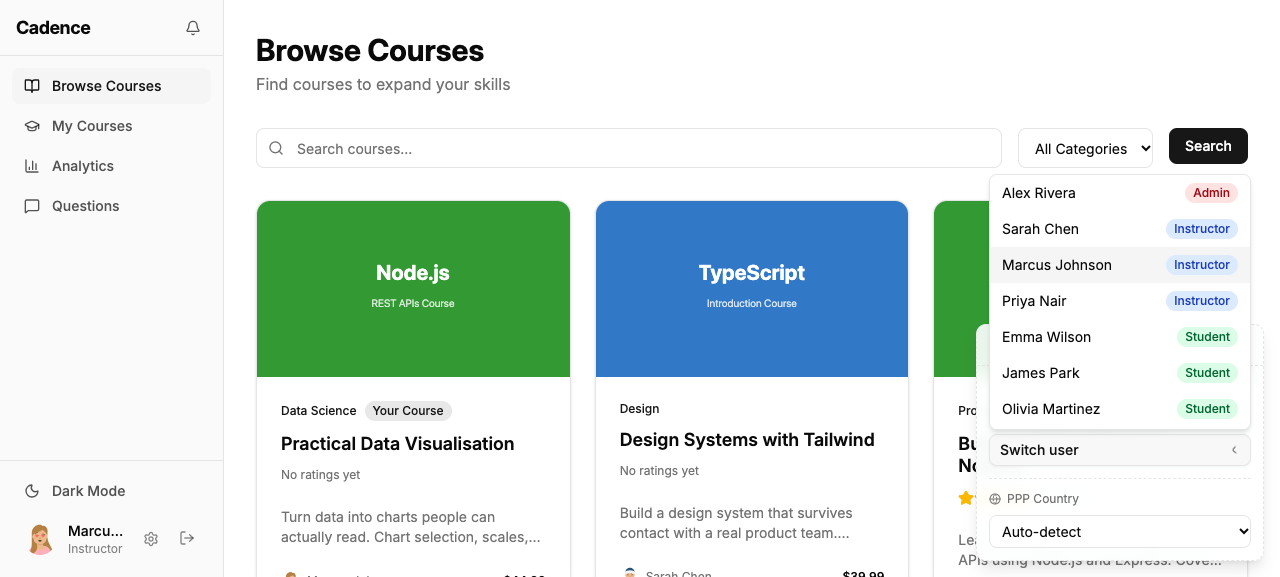 Cadence
Browse Courses
My Courses
Analytics
Questions
Dark Mode
Marcu...
Instructor
Browse Courses
Find courses to expand your skills
Search courses...
All Categories
Search
Node.js
REST APIs Course
Data Science
Your Course
Practical Data Visualisation
No ratings yet
Turn data into charts people can
actually read. Chart selection, scales,...
TypeScript
Introduction Course
Design
Design Systems with Tailwind
No ratings yet
Build a design system that survives
contact with a real product team....
Sarah Chen
$39.99
APIs using Node.js and Express.
Alex Rivera Admin
Sarah Chen Instructor
Marcus Johnson Instructor
Priya Nair Instructor
Emma Wilson Student
James Park Student
Olivia Martinez Student
Switch user
PPP Country
Auto-detect